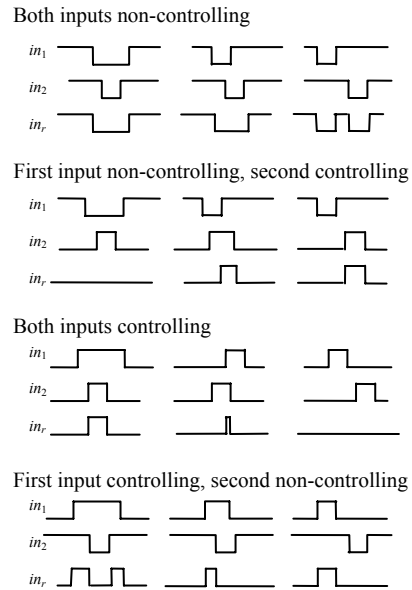 Both inputs non-controlling
in1
in2
inr
First input non-controlling, second controlling
in1
in2
inr
Both inputs controlling
in1
in2
inr
First input controlling, second non-controlling
in1
in2
inr